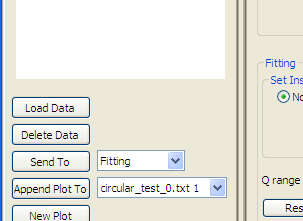 Load Data
Delete Data
Send To Fitting
Append Plot To circular_test_0.txt 1
New Plot
Fitting
Set Ins
No
Q range
Res